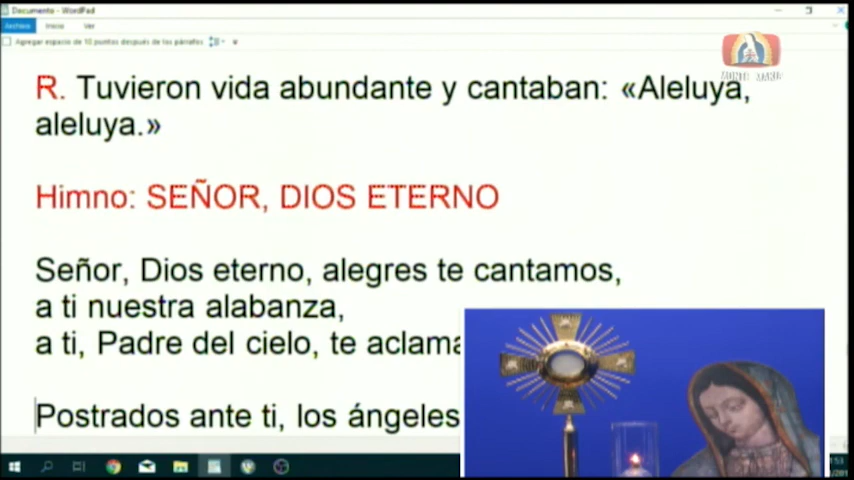 Documento - WordPad
Archivo Inicio Ver
Agregar espacio de 10 puntos después de los párrafos
R. Tuvieron vida abundante y cantaban: «Aleluya,
aleluya.»
Himno: SEÑOR, DIOS ETERNO
Señor, Dios eterno, alegres te cantamos,
a ti nuestra alabanza,
a ti, Padre del cielo, te aclama
Postrados ante ti, los ángeles